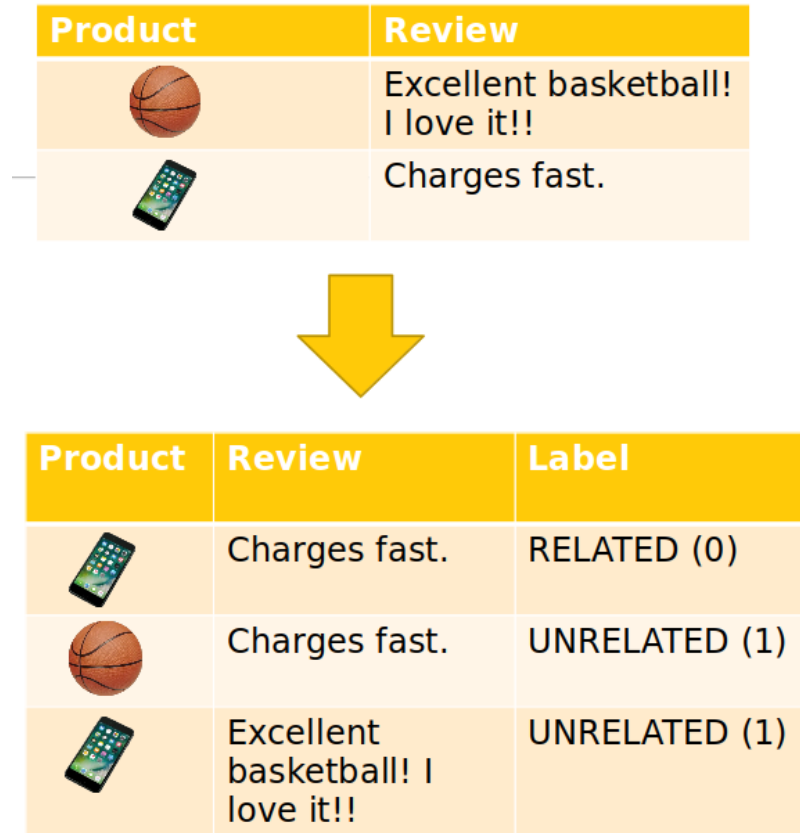 Product Review
Excellent basketball!
I love it!!
Charges fast.
Product Review Label
Charges fast. RELATED (0)
Charges fast. UNRELATED (1)
Excellent UNRELATED (1)
basketball! I
love it!!